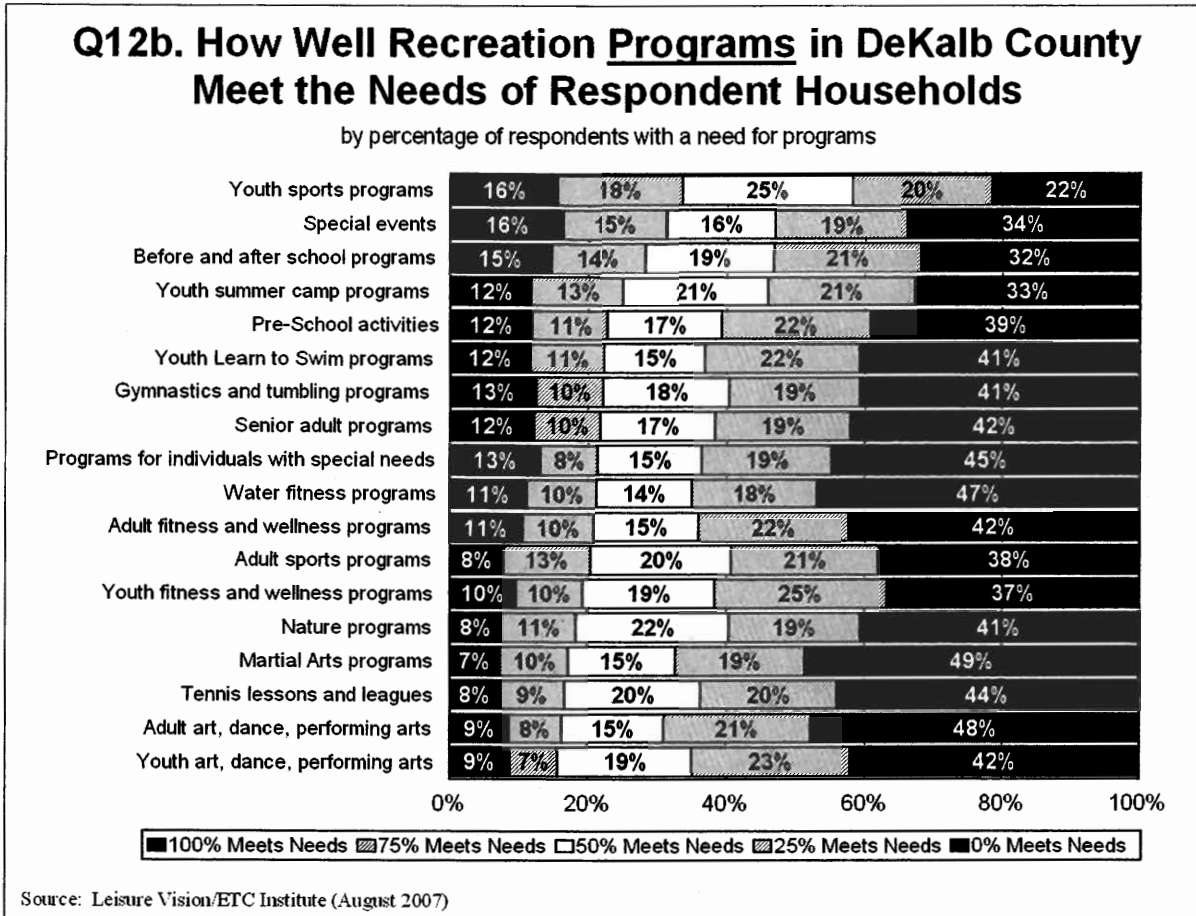 Q12b. How Well Recreation Programs in DeKalb County
Meet the Needs of Respondent Households
by percentage of respondents with a need for programs
Youth sports programs 16% 18% 25% 20% 22%
Special events 16% 15% 16% 19% 34%
Before and after school programs 15% 14% 19% 21% 32%
Youth summer camp programs 12% 13% 21% 21% 33%
Pre-School activities 12% 11% 17% 22% 39%
Youth Learn to Swim programs 12% 11% 15% 22% 41%
Gymnastics and tumbling programs 13% 10% 18% 19% 41%
Senior adult programs 12% 10% 17% 19% 42%
Programs for individuals with special needs 13% 8% 15% 19% 45%
Water fitness programs 11% 10% 14% 18% 47%
Adult fitness and wellness programs 11% 10% 15% 22% 42%
Adult sports programs 8% 13% 20% 21% 38%
Youth fitness and wellness programs 10% 10% 19% 25% 37%
Nature programs 8% 11% 22% 19% 41%
Martial Arts programs 7% 10% 15% 19% 49%
Tennis lessons and leagues 8% 9% 20% 20% 44%
Adult art, dance, performing arts 9% 8% 15% 21% 48%
Youth art, dance, performing arts 9% 7% 19% 23% 42%
0% 20% 40% 60% 80% 100%
100% Meets Needs 75% Meets Needs 50% Meets Needs 25% Meets Needs 0% Meets Needs
Source: Leisure Vision/ETC Institute (August 2007)